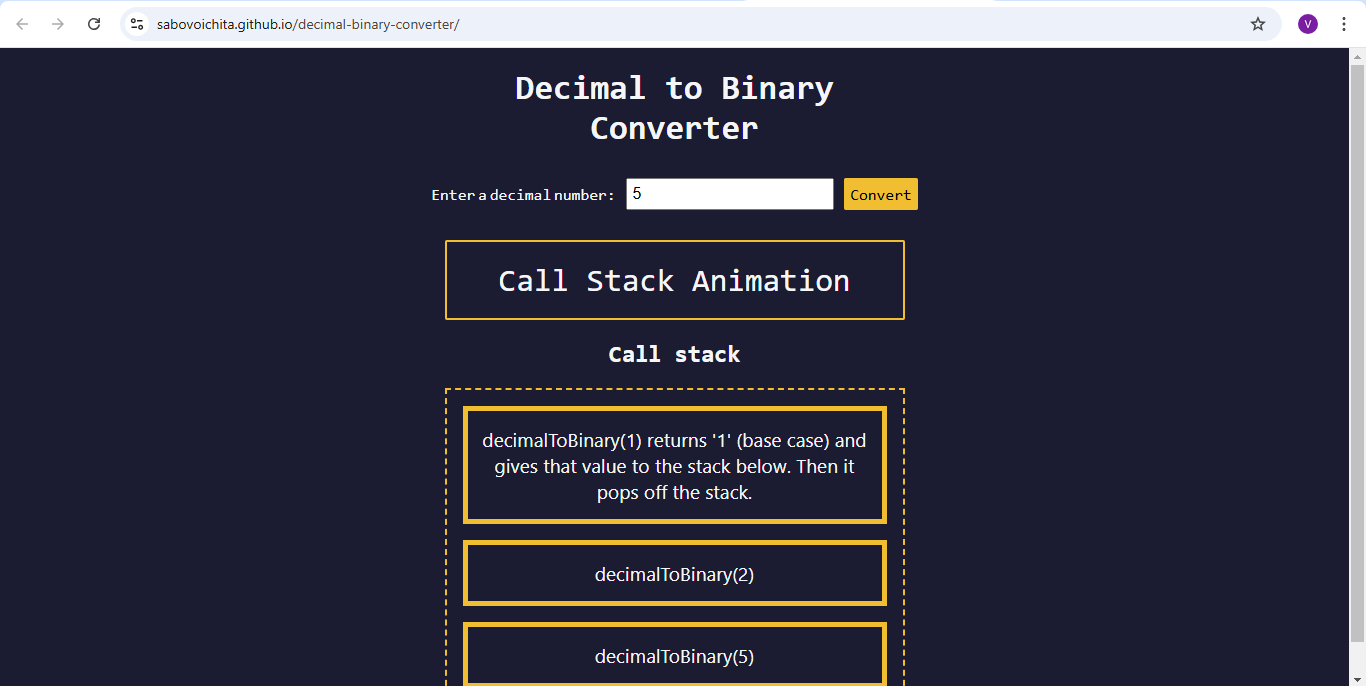 sabovoichita.github.io/decimal-binary-converter/
V
Decimal to Binary
Converter
Enter a decimal number: 5 Convert
Call Stack Animation
Call stack
decimalToBinary(1) returns '1' (base case) and
gives that value to the stack below. Then it
pops off the stack.
decimalToBinary(2)
decimalToBinary(5)